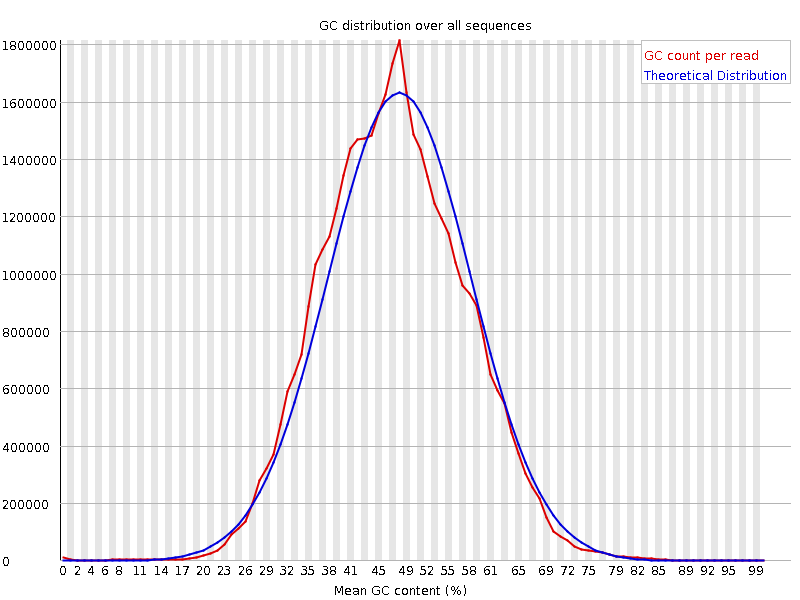 GC distribution over all sequences
GC count per read
Theoretical Distribution
1800000
1600000
1400000
1200000
1000000
800000
600000
400000
200000
0
0 2 4 6 8 11 14 17 20 23 26 29 32 35 38 41 45 49 52 55 58 61 65 69 72 75 79 82 85 89 92 95 99
Mean GC content (%)